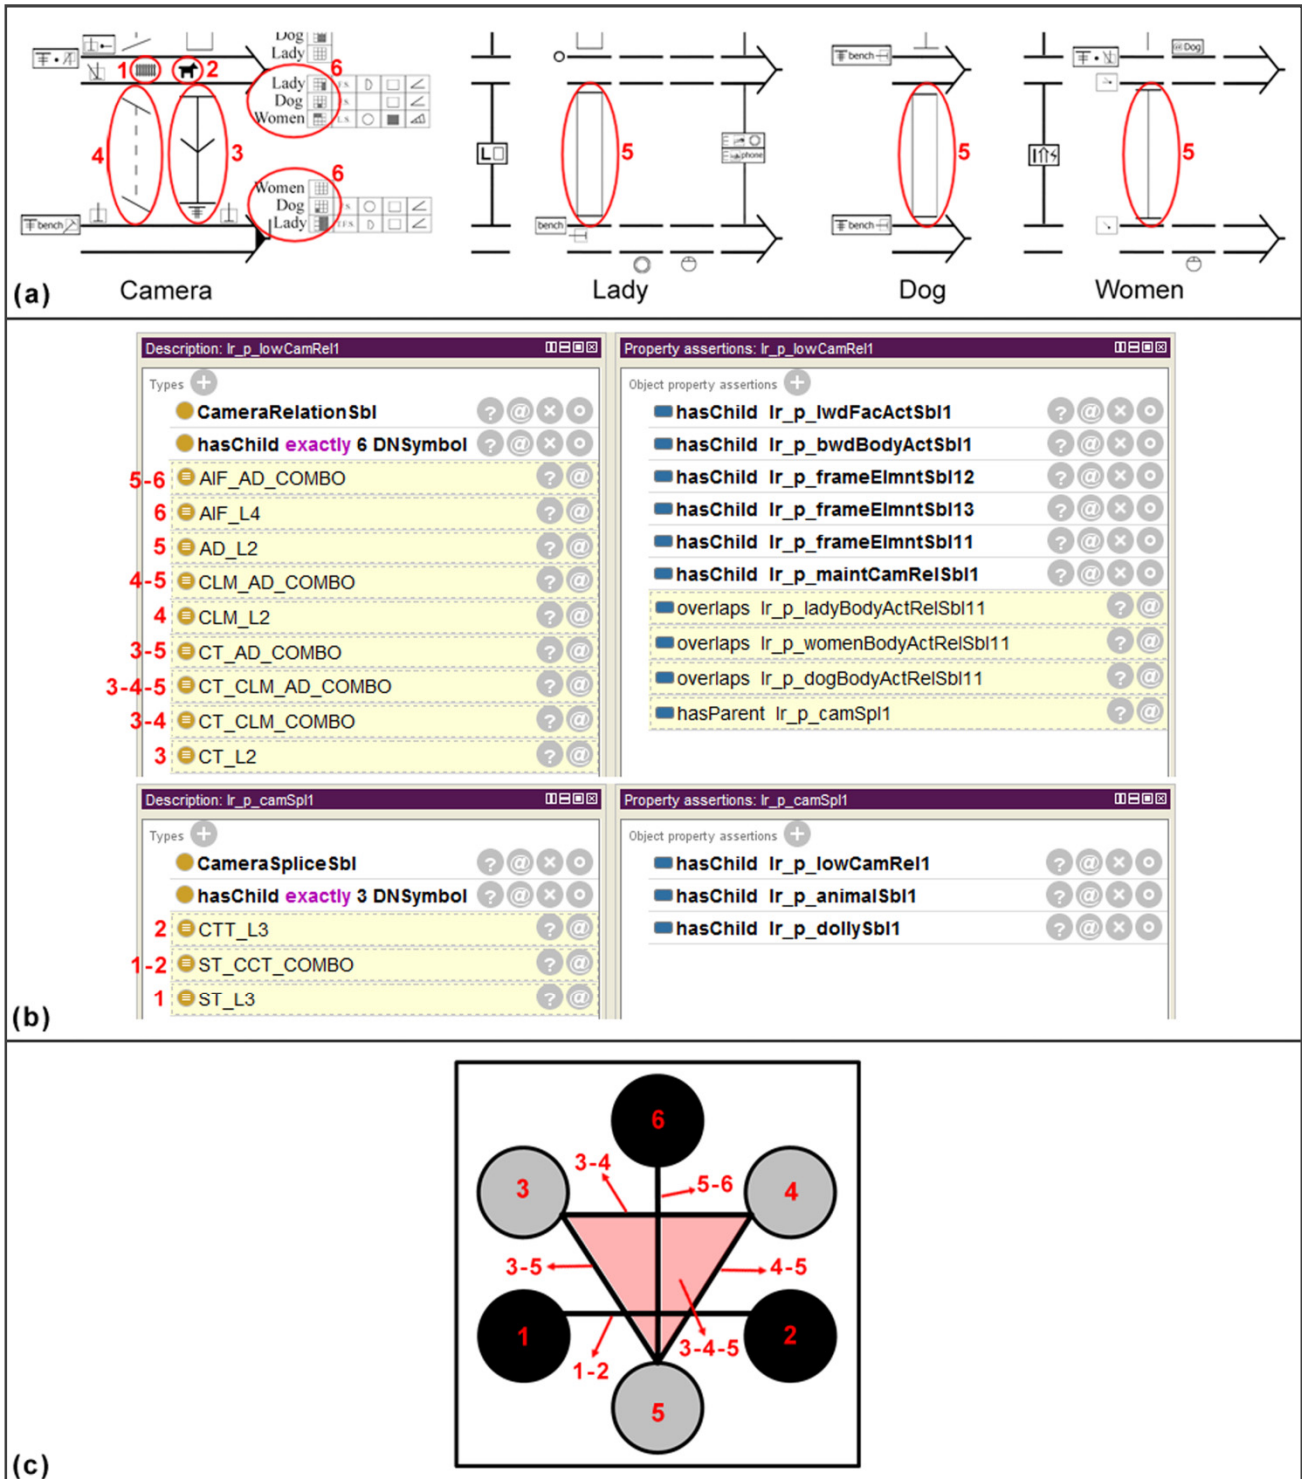 Dog
Lady
1 2 6
Lady F.S.
Dog S.
Women L.S.
4 3
6
Women
Dog S.
Lady F.S.
bench
Camera
L
phone
5
bench
Lady
bench
5
bench
Dog
Dog
5
Women
(a)
Description: lr_p_lowCamRel1
Types
CameraRelationSbl
hasChild exactly 6 DNSymbol
5-6 AIF_AD_COMBO
6 AIF_L4
5 AD_L2
4-5 CLM_AD_COMBO
4 CLM_L2
3-5 CT_AD_COMBO
3-4-5 CT_CLM_AD_COMBO
3-4 CT_CLM_COMBO
3 CT_L2
Property assertions: lr_p_lowCamRel1
Object property assertions
hasChild lr_p_lwdFacActSbl1
hasChild lr_p_bwdBodyActSbl1
hasChild lr_p_frameElmntSbl12
hasChild lr_p_frameElmntSbl13
hasChild lr_p_frameElmntSbl11
hasChild lr_p_maintCamRelSbl1
overlaps lr_p_ladyBodyActRelSbl11
overlaps lr_p_womenBodyActRelSbl11
overlaps lr_p_dogBodyActRelSbl11
hasParent lr_p_camSpl1
Description: lr_p_camSpl1
Types
CameraSpliceSbl
hasChild exactly 3 DNSymbol
2 CTT_L3
1-2 ST_CCT_COMBO
1 ST_L3
Property assertions: lr_p_camSpl1
Object property assertions
hasChild lr_p_lowCamRel1
hasChild lr_p_animalSbl1
hasChild lr_p_dollySbl1
(b)
6
3-4
3 5-6 4
3-5 4-5
1 2
1-2 3-4-5
5
(c)